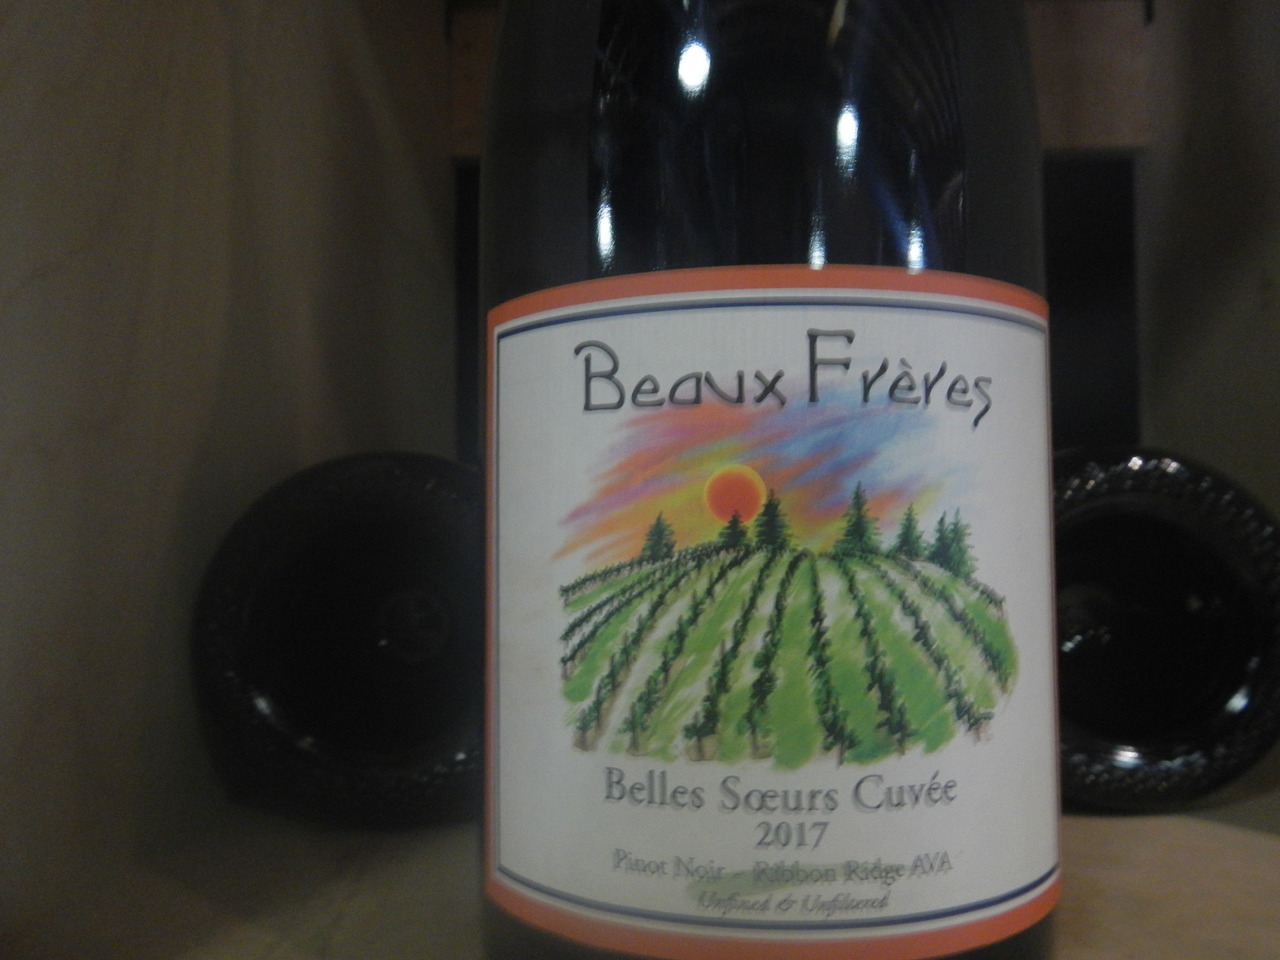 Beaux Frères
Belles Sœurs Cuvée
2017
Pinot Noir - Ribbon Ridge AVA
Unfined & Unfiltered